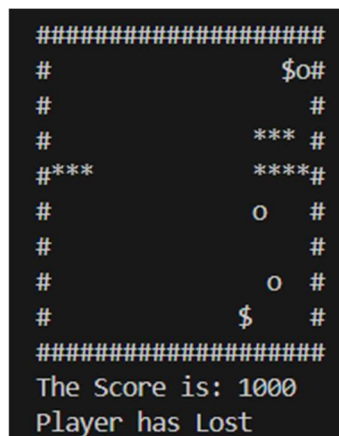 ####################
#                $o#
#                  #
#              *** #
#***           ****#
#              o   #
#                  #
#               o  #
#             $    #
####################
The Score is: 1000
Player has Lost